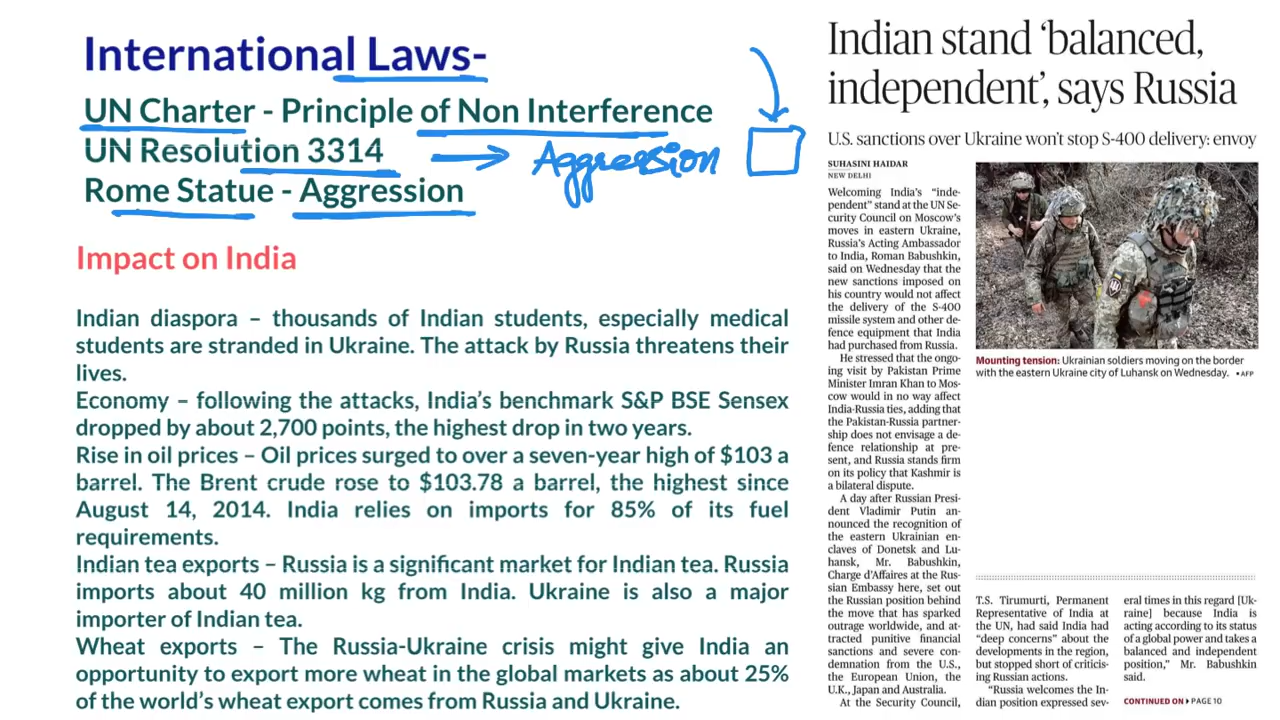 International Laws-
UN Charter - Principle of Non Interference
UN Resolution 3314
Aggression
Rome Statue - Aggression
Impact on India
Indian diaspora – thousands of Indian students, especially medical
students are stranded in Ukraine. The attack by Russia threatens their
lives.
Economy – following the attacks, India's benchmark S&P BSE Sensex
dropped by about 2,700 points, the highest drop in two years.
Rise in oil prices – Oil prices surged to over a seven-year high of $103 a
barrel. The Brent crude rose to $103.78 a barrel, the highest since
August 14, 2014. India relies on imports for 85% of its fuel
requirements.
Indian tea exports – Russia is a significant market for Indian tea. Russia
imports about 40 million kg from India. Ukraine is also a major
importer of Indian tea.
Wheat exports – The Russia-Ukraine crisis might give India an
opportunity to export more wheat in the global markets as about 25%
of the world's wheat export comes from Russia and Ukraine.
Indian stand 'balanced,
independent', says Russia
U.S. sanctions over Ukraine won't stop S-400 delivery: envoy
SUHASINI HAIDAR
NEW DELHI
Welcoming India's "inde-
pendent" stand at the UN Se-
curity Council on Moscow's
moves in eastern Ukraine,
Russia's Acting Ambassador
to India, Roman Babushkin,
said on Wednesday that the
new sanctions imposed on
his country would not affect
the delivery of the S-400
missile system and other de-
fence equipment that India
had purchased from Russia.
He stressed that the ongo-
ing visit by Pakistan Prime
Minister Imran Khan to Mos-
cow would in no way affect
India-Russia ties, adding that
the Pakistan-Russia partner-
ship does not envisage a de-
fence relationship at pre-
sent, and Russia stands firm
on its policy that Kashmir is
a bilateral dispute.
A day after Russian Presi-
dent Vladimir Putin an-
nounced the recognition of
the eastern Ukrainian en-
claves of Donetsk and Lu-
hansk, Mr. Babushkin,
Charge d'Affaires at the Rus-
sian Embassy here, set out
the Russian position behind
the move that has sparked
outrage worldwide, and at-
tracted punitive financial
sanctions and severe con-
demnation from the U.S.,
the European Union, the
U.K., Japan and Australia.
At the Security Council,
Mounting tension: Ukrainian soldiers moving on the border
with the eastern Ukraine city of Luhansk on Wednesday. • AFP
T.S. Tirumurti, Permanent
Representative of India at
the UN, had said India had
"deep concerns" about the
developments in the region,
but stopped short of criticis-
ing Russian actions.
"Russia welcomes the In-
dian position expressed sev-
eral times in this regard [Uk-
raine] because India is
acting according to its status
of a global power and takes a
balanced and independent
position," Mr. Babushkin
said.
CONTINUED ON ▶ PAGE 10